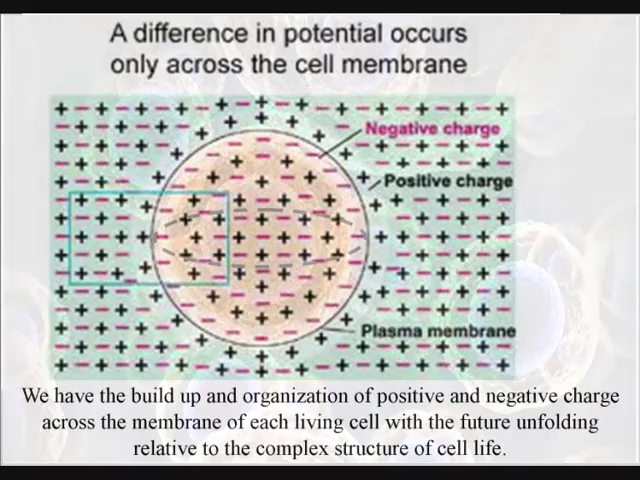 A difference in potential occurs
only across the cell membrane
Negative charge
Positive charge
Plasma membrane
We have the build up and organization of positive and negative charge
across the membrane of each living cell with the future unfolding
relative to the complex structure of cell life.